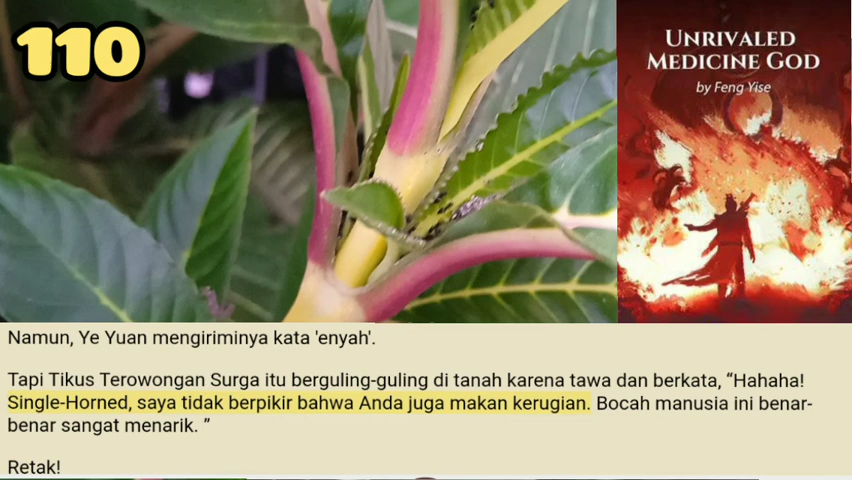 110
UNRIVALED
MEDICINE GOD
by Feng Yise
Namun, Ye Yuan mengiriminya kata 'enyah'.
Tapi Tikus Terowongan Surga itu berguling-guling di tanah karena tawa dan berkata, “Hahaha!
Single-Horned, saya tidak berpikir bahwa Anda juga makan kerugian. Bocah manusia ini benar-
benar sangat menarik. ”
Retak!